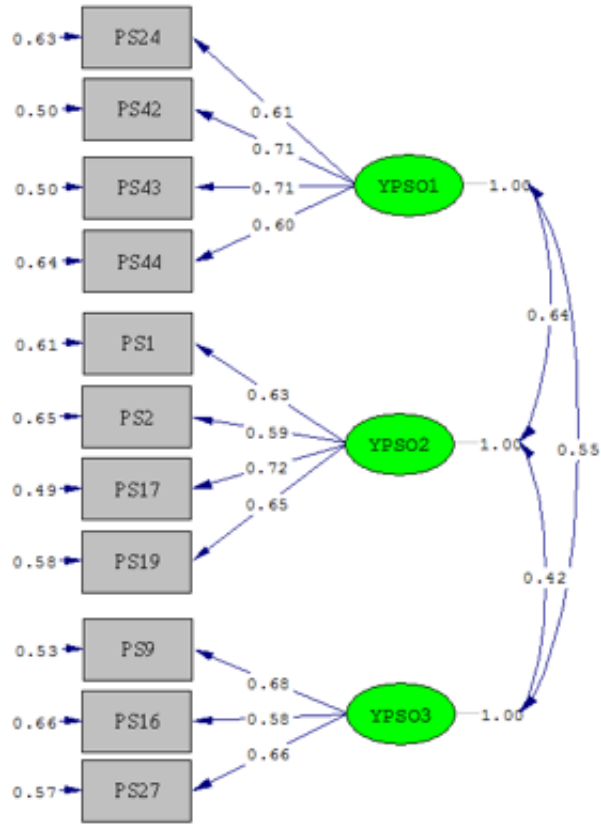 0.63 PS24
0.61
0.50 PS42
0.71
0.50 PS43 0.71 YPSO1 1.00
0.60
0.64 PS44
0.64
0.61 PS1
0.63
0.65 PS2 0.59
YPSO2 1.00 0.55
0.72
0.49 PS17
0.65
0.58 PS19
0.42
0.53 PS9
0.68
0.66 PS16 0.58 YPSO3 1.00
0.66
0.57 PS27